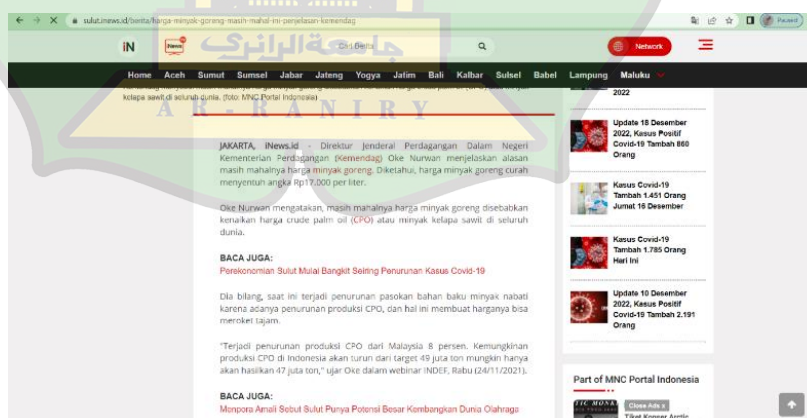 sulut.inews.id/berita/harga-minyak-goreng-masih-mahal-ini-penjelasan-kemendag
Paused
iN
News
Cari Berita
Network
جامعة الرانري
Home Aceh Sumut Sumsel Jabar Jateng Yogya Jatim Bali Kalbar Sulsel Babel Lampung Maluku
kelapa sawit di seluruh dunia. (foto: MNC Portal Indonesia)
AR-RANIRY
JAKARTA, iNews.id - Direktur Jenderal Perdagangan Dalam Negeri
Kementerian Perdagangan (Kemendag) Oke Nurwan menjelaskan alasan
masih mahalnya harga minyak goreng. Diketahui, harga minyak goreng curah
menyentuh angka Rp17.000 per liter.
Oke Nurwan mengatakan, masih mahalnya harga minyak goreng disebabkan
kenaikan harga crude palm oil (CPO) atau minyak kelapa sawit di seluruh
dunia.
BACA JUGA:
Perekonomian Sulut Mulai Bangkit Seiring Penurunan Kasus Covid-19
Dia bilang, saat ini terjadi penurunan pasokan bahan baku minyak nabati
karena adanya penurunan produksi CPO, dan hal ini membuat harganya bisa
meroket tajam.
"Terjadi penurunan produksi CPO dari Malaysia 8 persen. Kemungkinan
produksi CPO di Indonesia akan turun dari target 49 juta ton mungkin hanya
akan hasilkan 47 juta ton," ujar Oke dalam webinar INDEF, Rabu (24/11/2021).
BACA JUGA:
Menpora Amali Sebut Sulut Punya Potensi Besar Kembangkan Dunia Olahraga
2022
Update 18 Desember
2022, Kasus Positif
Covid-19 Tambah 860
Orang
Kasus Covid-19
Tambah 1.451 Orang
Jumat 16 Desember
Kasus Covid-19
Tambah 1.785 Orang
Hari Ini
Update 10 Desember
2022, Kasus Positif
Covid-19 Tambah 2.191
Orang
Part of MNC Portal Indonesia
Close Ads x
Tiket Konser Arctic